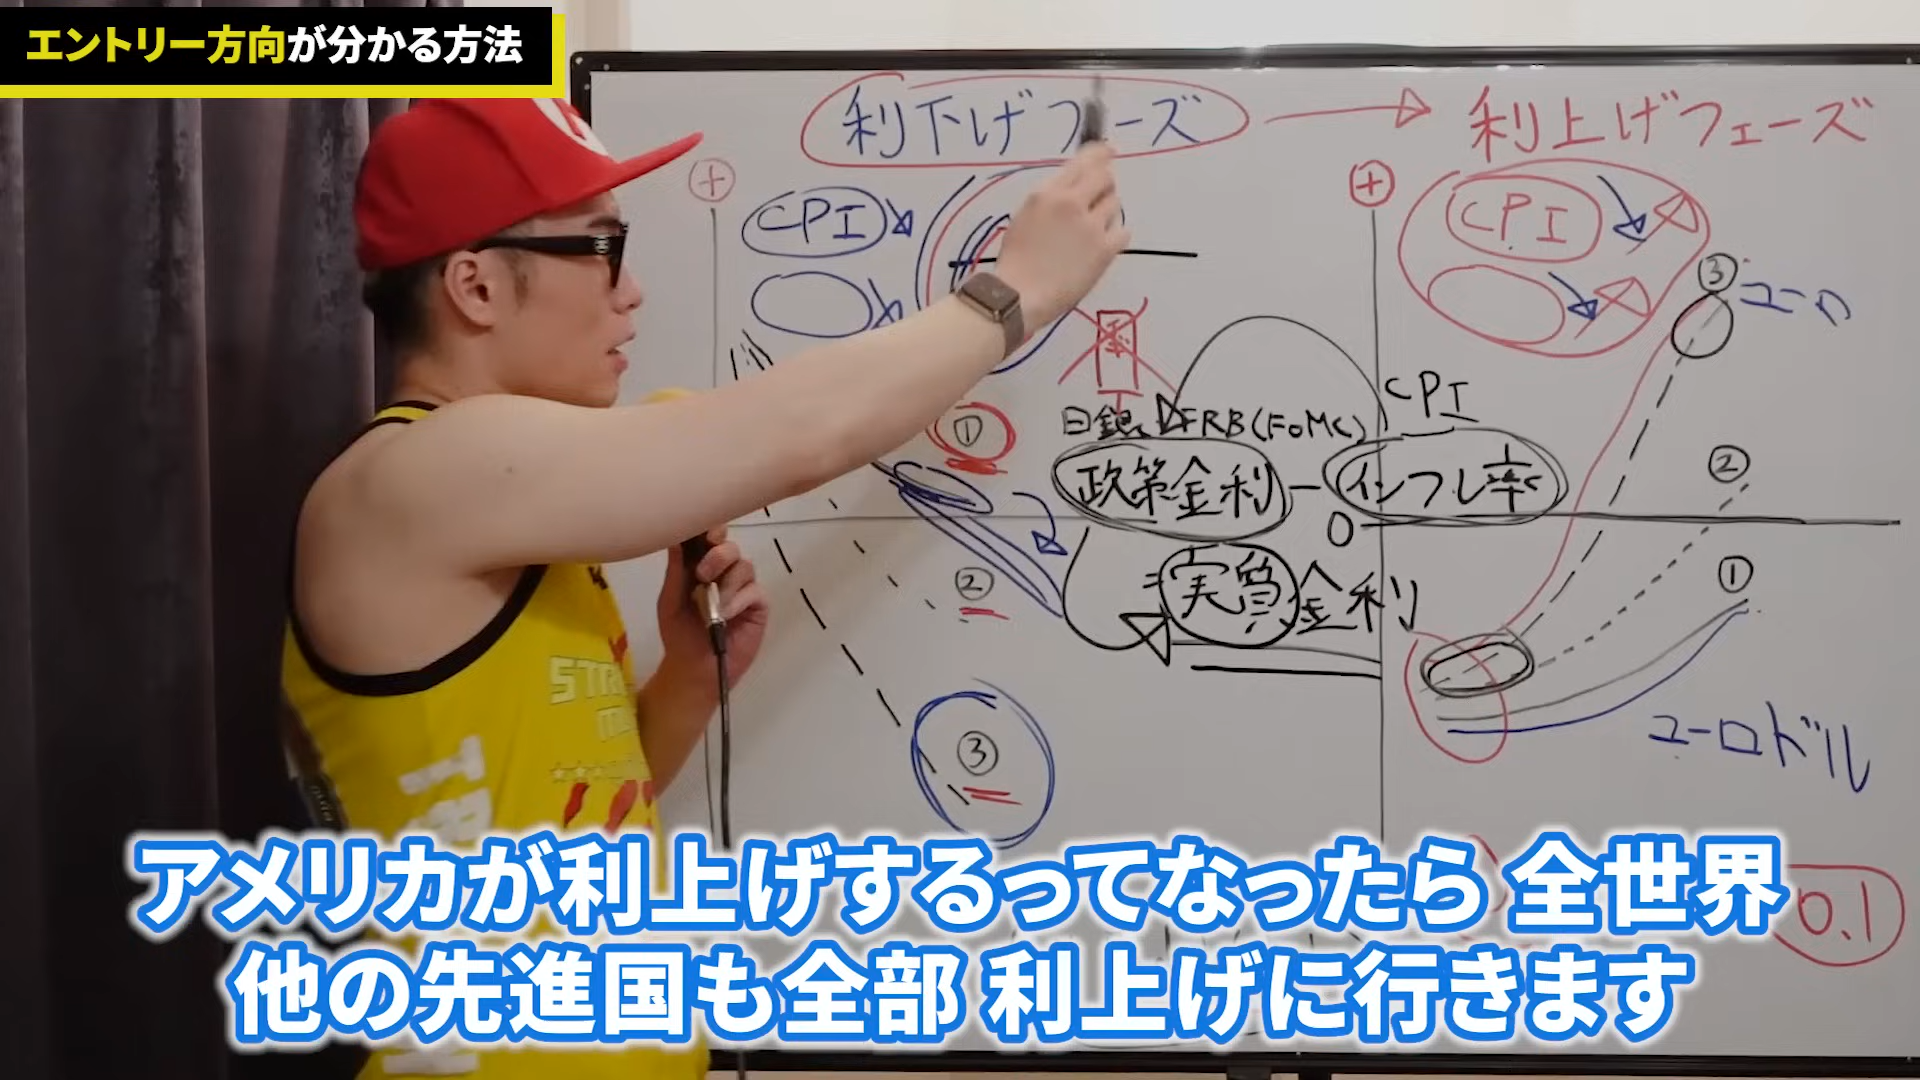 エントリー方向が分かる方法
利下げフェーズ
利上げフェーズ
+
+
CPI
CPI
③
ユーロ
CPI
日銀 FRB(FOMC)
①
政策金利 - インフレ率
0
②
①
②
=実質金利
③
ユーロドル
0.1
アメリカが利上げするってなったら 全世界
他の先進国も全部 利上げに行きます